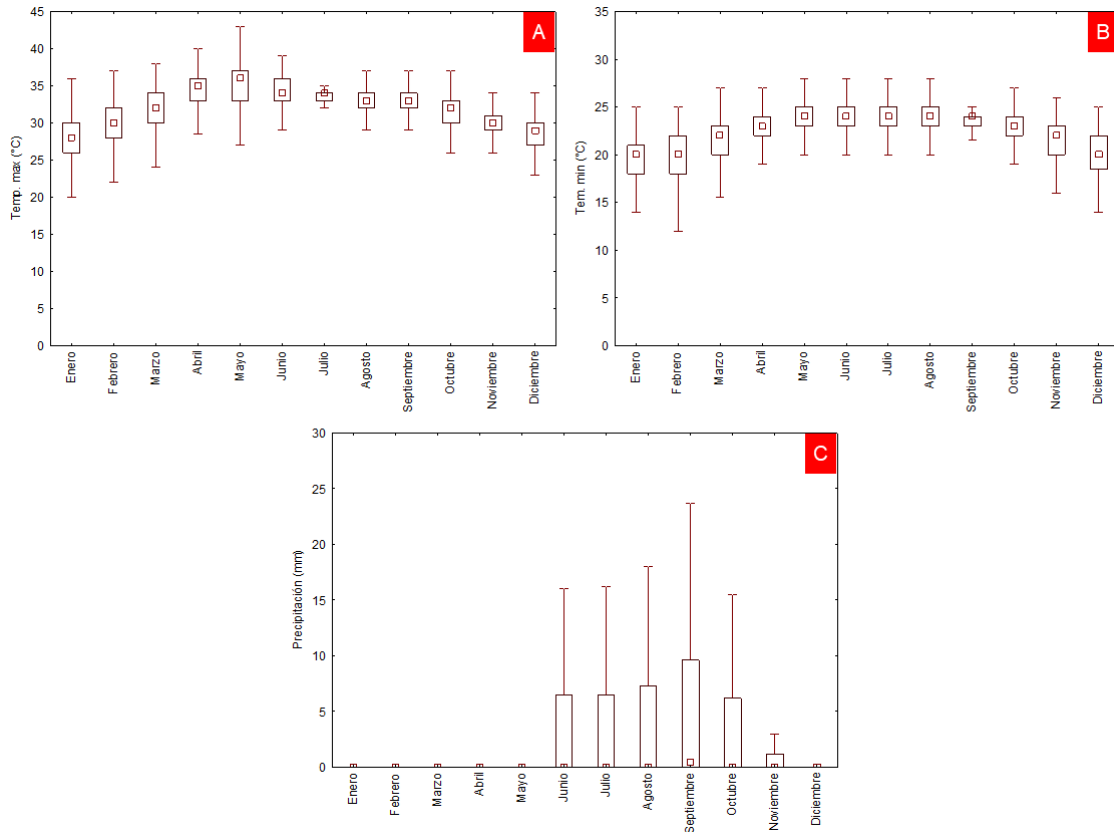 A
Temp. max (°C)
45
40
35
30
25
20
15
10
5
0
Enero
Febrero
Marzo
Abril
Mayo
Junio
Julio
Agosto
Septiembre
Octubre
Noviembre
Diciembre
B
Tem. min (°C)
35
30
25
20
15
10
5
0
Enero
Febrero
Marzo
Abril
Mayo
Junio
Julio
Agosto
Septiembre
Octubre
Noviembre
Diciembre
C
Precipitación (mm)
30
25
20
15
10
5
0
Enero
Febrero
Marzo
Abril
Mayo
Junio
Julio
Agosto
Septiembre
Octubre
Noviembre
Diciembre